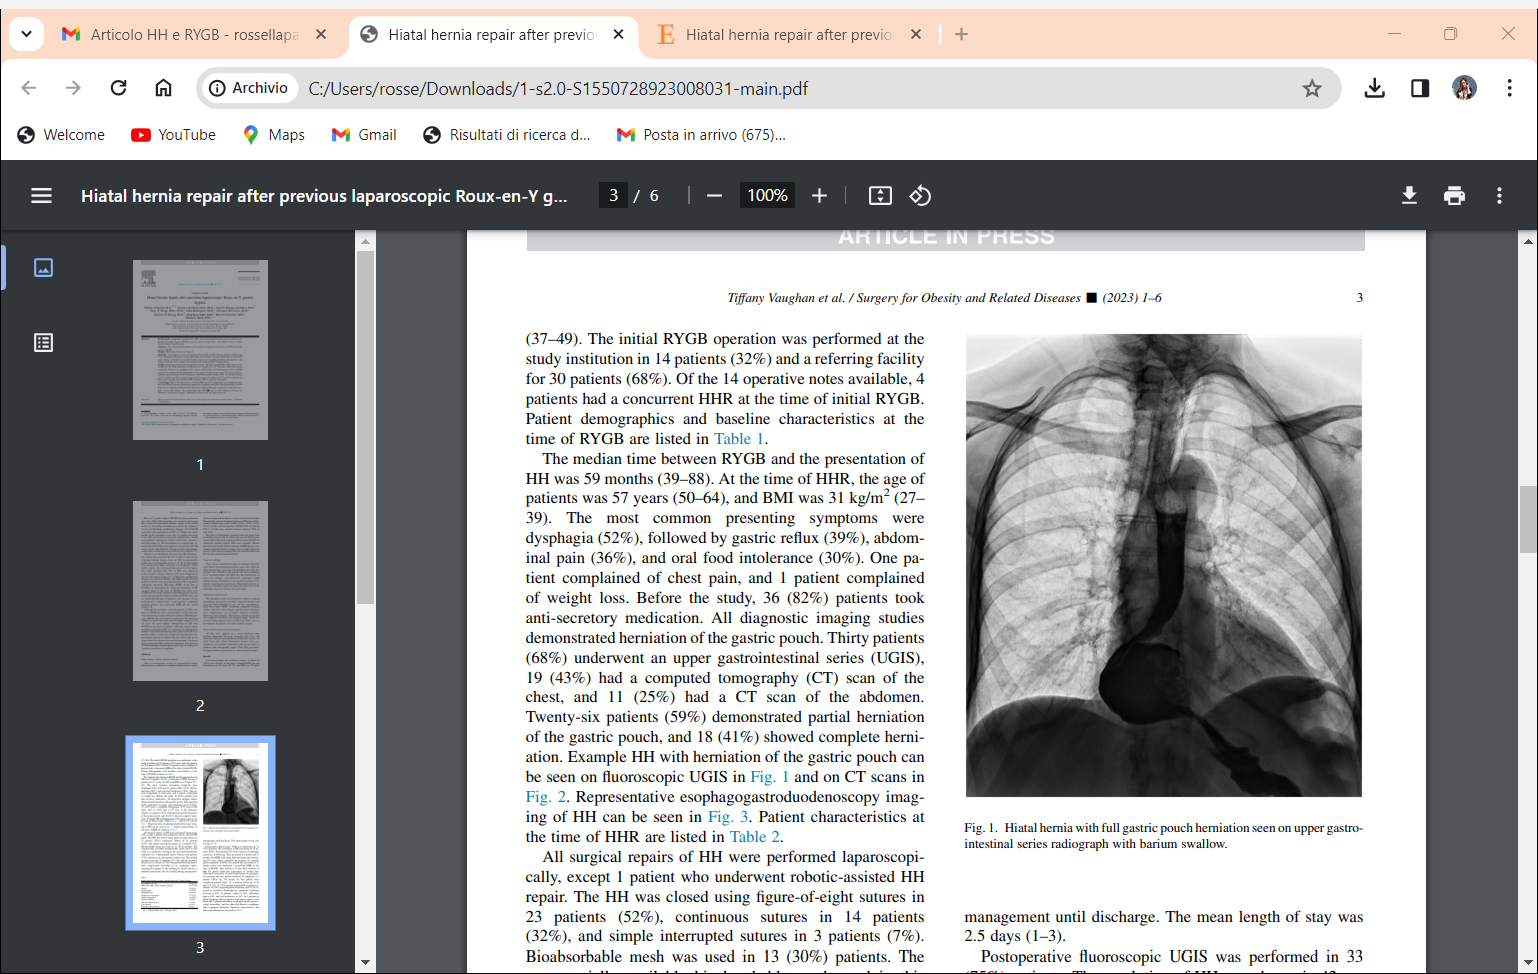 Articolo HH e RYGB - rossellapa
Hiatal hernia repair after previo
Hiatal hernia repair after previo
Archivio
C:/Users/rosse/Downloads/1-s2.0-S1550728923008031-main.pdf
Welcome
YouTube
Maps
Gmail
Risultati di ricerca d...
Posta in arrivo (675)...
Hiatal hernia repair after previous laparoscopic Roux-en-Y g...
3 / 6
100%
1
2
3
ARTICLE IN PRESS
Tiffany Vaughan et al. / Surgery for Obesity and Related Diseases ■ (2023) 1–6
3
(37–49). The initial RYGB operation was performed at the
study institution in 14 patients (32%) and a referring facility
for 30 patients (68%). Of the 14 operative notes available, 4
patients had a concurrent HHR at the time of initial RYGB.
Patient demographics and baseline characteristics at the
time of RYGB are listed in Table 1.
The median time between RYGB and the presentation of
HH was 59 months (39–88). At the time of HHR, the age of
patients was 57 years (50–64), and BMI was 31 kg/m² (27–
39). The most common presenting symptoms were
dysphagia (52%), followed by gastric reflux (39%), abdom-
inal pain (36%), and oral food intolerance (30%). One pa-
tient complained of chest pain, and 1 patient complained
of weight loss. Before the study, 36 (82%) patients took
anti-secretory medication. All diagnostic imaging studies
demonstrated herniation of the gastric pouch. Thirty patients
(68%) underwent an upper gastrointestinal series (UGIS),
19 (43%) had a computed tomography (CT) scan of the
chest, and 11 (25%) had a CT scan of the abdomen.
Twenty-six patients (59%) demonstrated partial herniation
of the gastric pouch, and 18 (41%) showed complete herni-
ation. Example HH with herniation of the gastric pouch can
be seen on fluoroscopic UGIS in Fig. 1 and on CT scans in
Fig. 2. Representative esophagogastroduodenoscopy imag-
ing of HH can be seen in Fig. 3. Patient characteristics at
the time of HHR are listed in Table 2.
All surgical repairs of HH were performed laparoscopi-
cally, except 1 patient who underwent robotic-assisted HH
repair. The HH was closed using figure-of-eight sutures in
23 patients (52%), continuous sutures in 14 patients
(32%), and simple interrupted sutures in 3 patients (7%).
Bioabsorbable mesh was used in 13 (30%) patients. The
Fig. 1. Hiatal hernia with full gastric pouch herniation seen on upper gastro-
intestinal series radiograph with barium swallow.
management until discharge. The mean length of stay was
2.5 days (1–3).
Postoperative fluoroscopic UGIS was performed in 33